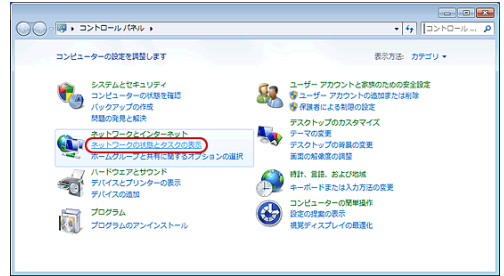 コントロール パネル
コントロール ...
コンピューターの設定を調整します
表示方法: カテゴリ
システムとセキュリティ
コンピューターの状態を確認
バックアップの作成
問題の発見と解決
ネットワークとインターネット
ネットワークの状態とタスクの表示
ホームグループと共有に関するオプションの選択
ハードウェアとサウンド
デバイスとプリンターの表示
デバイスの追加
プログラム
プログラムのアンインストール
ユーザー アカウントと家族のための安全設定
ユーザー アカウントの追加または削除
保護者による制限の設定
デスクトップのカスタマイズ
テーマの変更
デスクトップの背景の変更
画面の解像度の調整
時計、言語、および地域
キーボードまたは入力方法の変更
コンピューターの簡単操作
設定の提案の表示
視覚ディスプレイの最適化